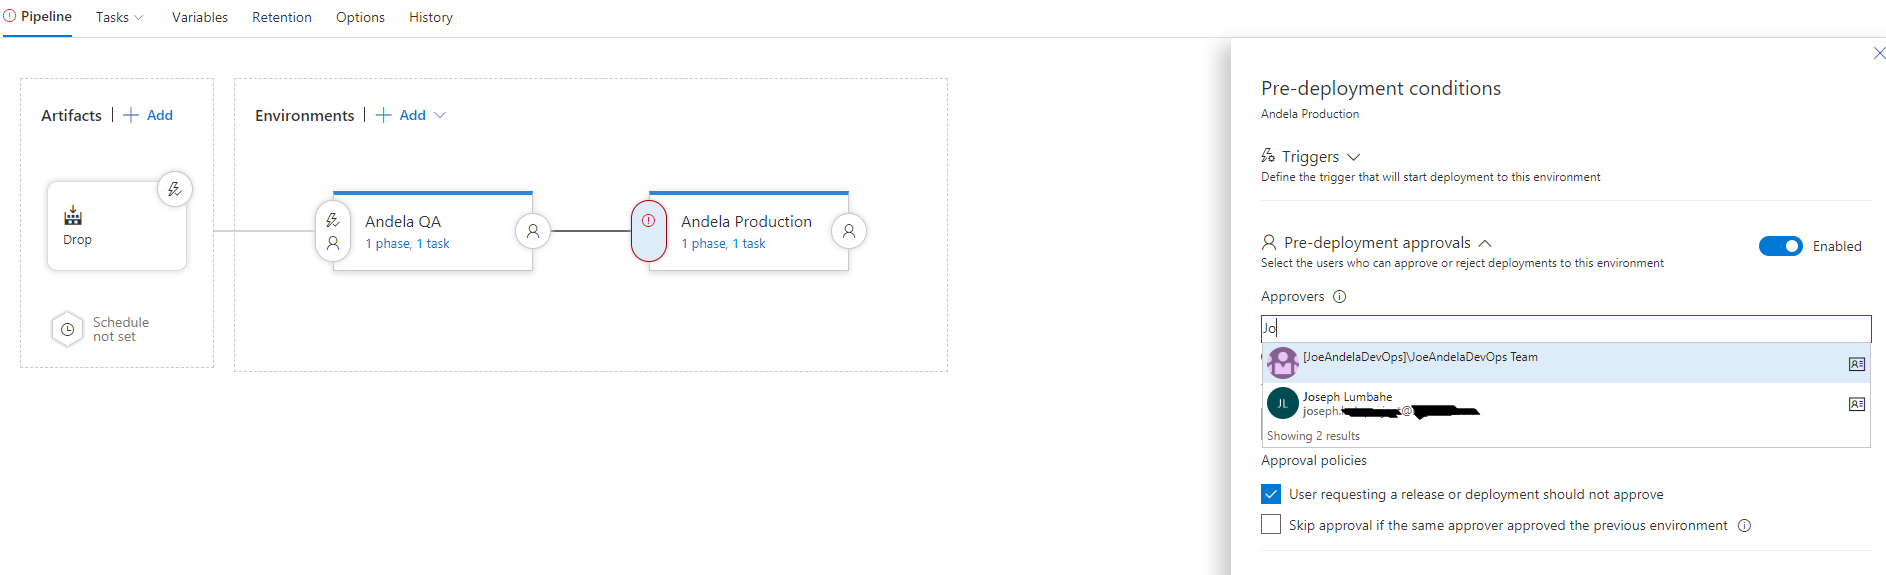 Pipeline Tasks Variables Retention Options History
Artifacts | + Add
Drop
Schedule
not set
Environments | + Add
Andela QA
1 phase, 1 task
Andela Production
1 phase, 1 task
Pre-deployment conditions
Andela Production
Triggers
Define the trigger that will start deployment to this environment
Pre-deployment approvals
Enabled
Select the users who can approve or reject deployments to this environment
Approvers
Jo
[JoeAndelaDevOps]\JoeAndelaDevOps Team
JL
Joseph Lumbahe
joseph.
Showing 2 results
Approval policies
User requesting a release or deployment should not approve
Skip approval if the same approver approved the previous environment